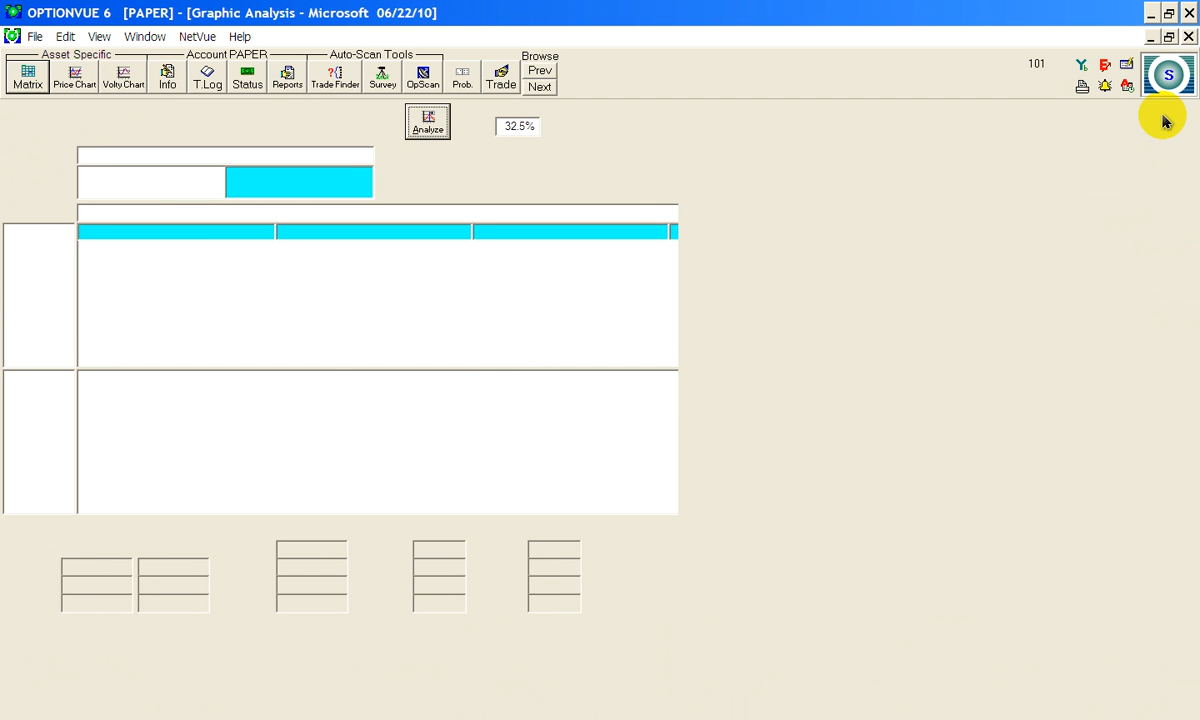 OPTIONVUE 6 [PAPER] - [Graphic Analysis - Microsoft 06/22/10]
File Edit View Window NetVue Help
Asset Specific Account PAPER Auto-Scan Tools Browse
Matrix Price Chart Volty Chart Info T.Log Status Reports Trade Finder Survey OpScan Prob. Trade Prev
Next
101
S
Analyze
32.5%